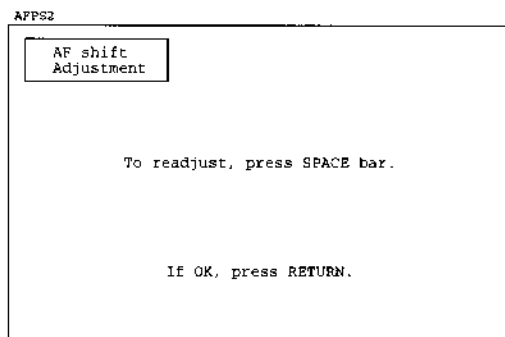 AFPS2
AF shift
Adjustment
To readjust, press SPACE bar.
If OK, press RETURN.